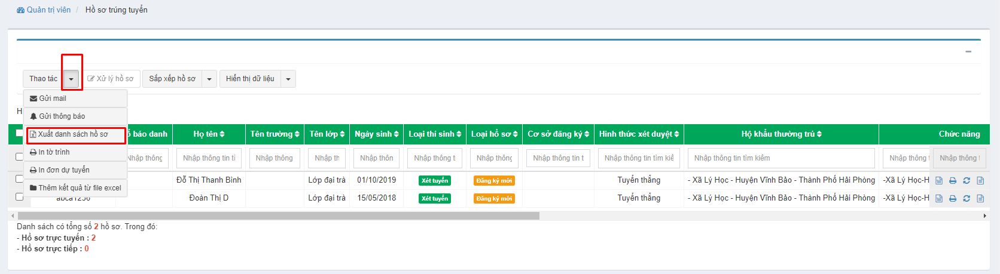 Quản trị viên / Hồ sơ trúng tuyển
Thao tác Xử lý hồ sơ Sắp xếp hồ sơ Hiển thị dữ liệu
Gửi mail
Gửi thông báo
Xuất danh sách hồ sơ
In tờ trình
In đơn dự tuyển
Thêm kết quả từ file excel
báo danh Họ tên Tên trường Tên lớp Ngày sinh Loại thí sinh Loại hồ sơ Cơ sở đăng ký Hình thức xét duyệt Hộ khẩu thường trú Chức năng
Nhập thông Nhập thông tin tì Nhập thông Nhập th Nhập thôn Nhập thông t Nhập thông Nhập thông tin t Nhập thông tin tìm kiế Nhập thông tin tìm kiếm Nhập thông Nhập thông
Đỗ Thị Thanh Bình Lớp đại trà 01/10/2019 Xét tuyển Đăng ký mới Tuyển thẳng - Xã Lý Học - Huyện Vĩnh Bảo - Thành Phố Hải Phòng -Xã Lý Học-H
abca1256 Đoàn Thị D Lớp đại trà 15/05/2018 Xét tuyển Đăng ký mới Tuyển thẳng - Xã Lý Học - Huyện Vĩnh Bảo - Thành Phố Hải Phòng -Xã Lý Học-H
Danh sách có tổng số 2 hồ sơ. Trong đó:
- Hồ sơ trực tuyến : 2
- Hồ sơ trực tiếp : 0